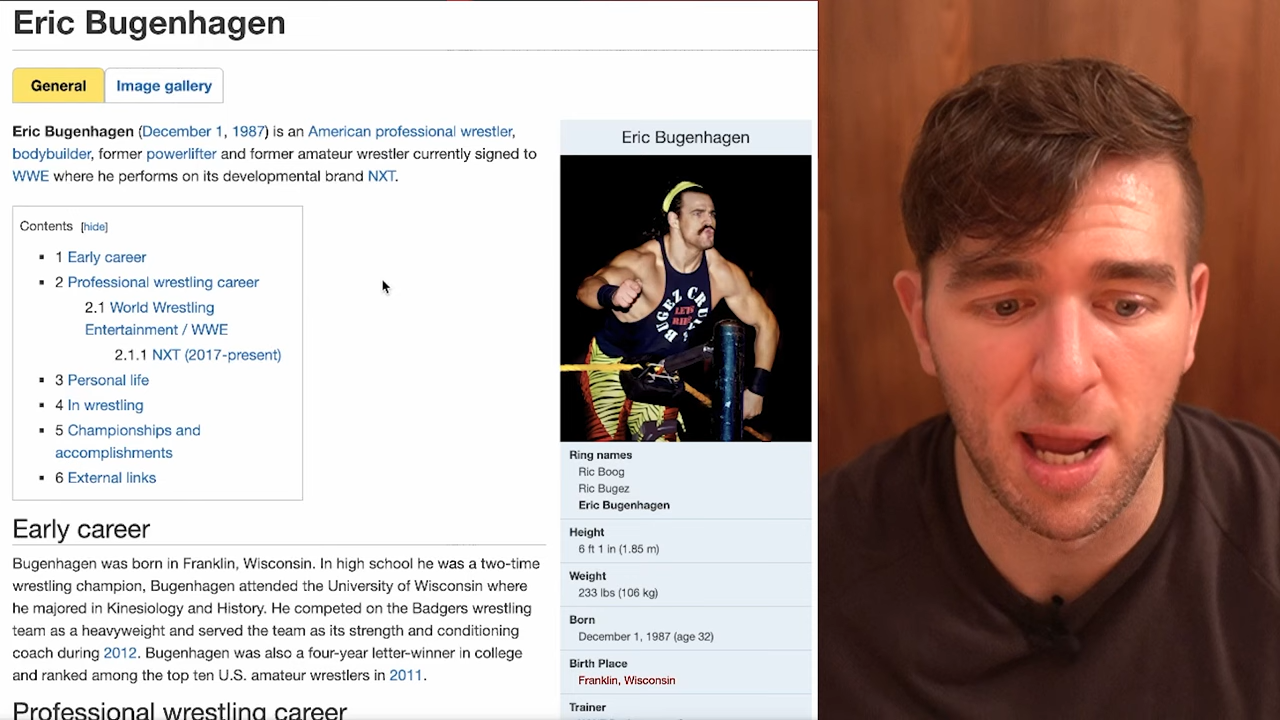 Eric Bugenhagen
General
Image gallery
Eric Bugenhagen (December 1, 1987) is an American professional wrestler,
bodybuilder, former powerlifter and former amateur wrestler currently signed to
WWE where he performs on its developmental brand NXT.
Contents [hide]
▪ 1 Early career
▪ 2 Professional wrestling career
2.1 World Wrestling
Entertainment / WWE
2.1.1 NXT (2017-present)
▪ 3 Personal life
▪ 4 In wrestling
▪ 5 Championships and
accomplishments
▪ 6 External links
Early career
Bugenhagen was born in Franklin, Wisconsin. In high school he was a two-time
wrestling champion, Bugenhagen attended the University of Wisconsin where
he majored in Kinesiology and History. He competed on the Badgers wrestling
team as a heavyweight and served the team as its strength and conditioning
coach during 2012. Bugenhagen was also a four-year letter-winner in college
and ranked among the top ten U.S. amateur wrestlers in 2011.
Professional wrestling career
Eric Bugenhagen
BUGEZ
LET'S
Ring names
Ric Boog
Ric Bugez
Eric Bugenhagen
Height
6 ft 1 in (1.85 m)
Weight
233 lbs (106 kg)
Born
December 1, 1987 (age 32)
Birth Place
Franklin, Wisconsin
Trainer